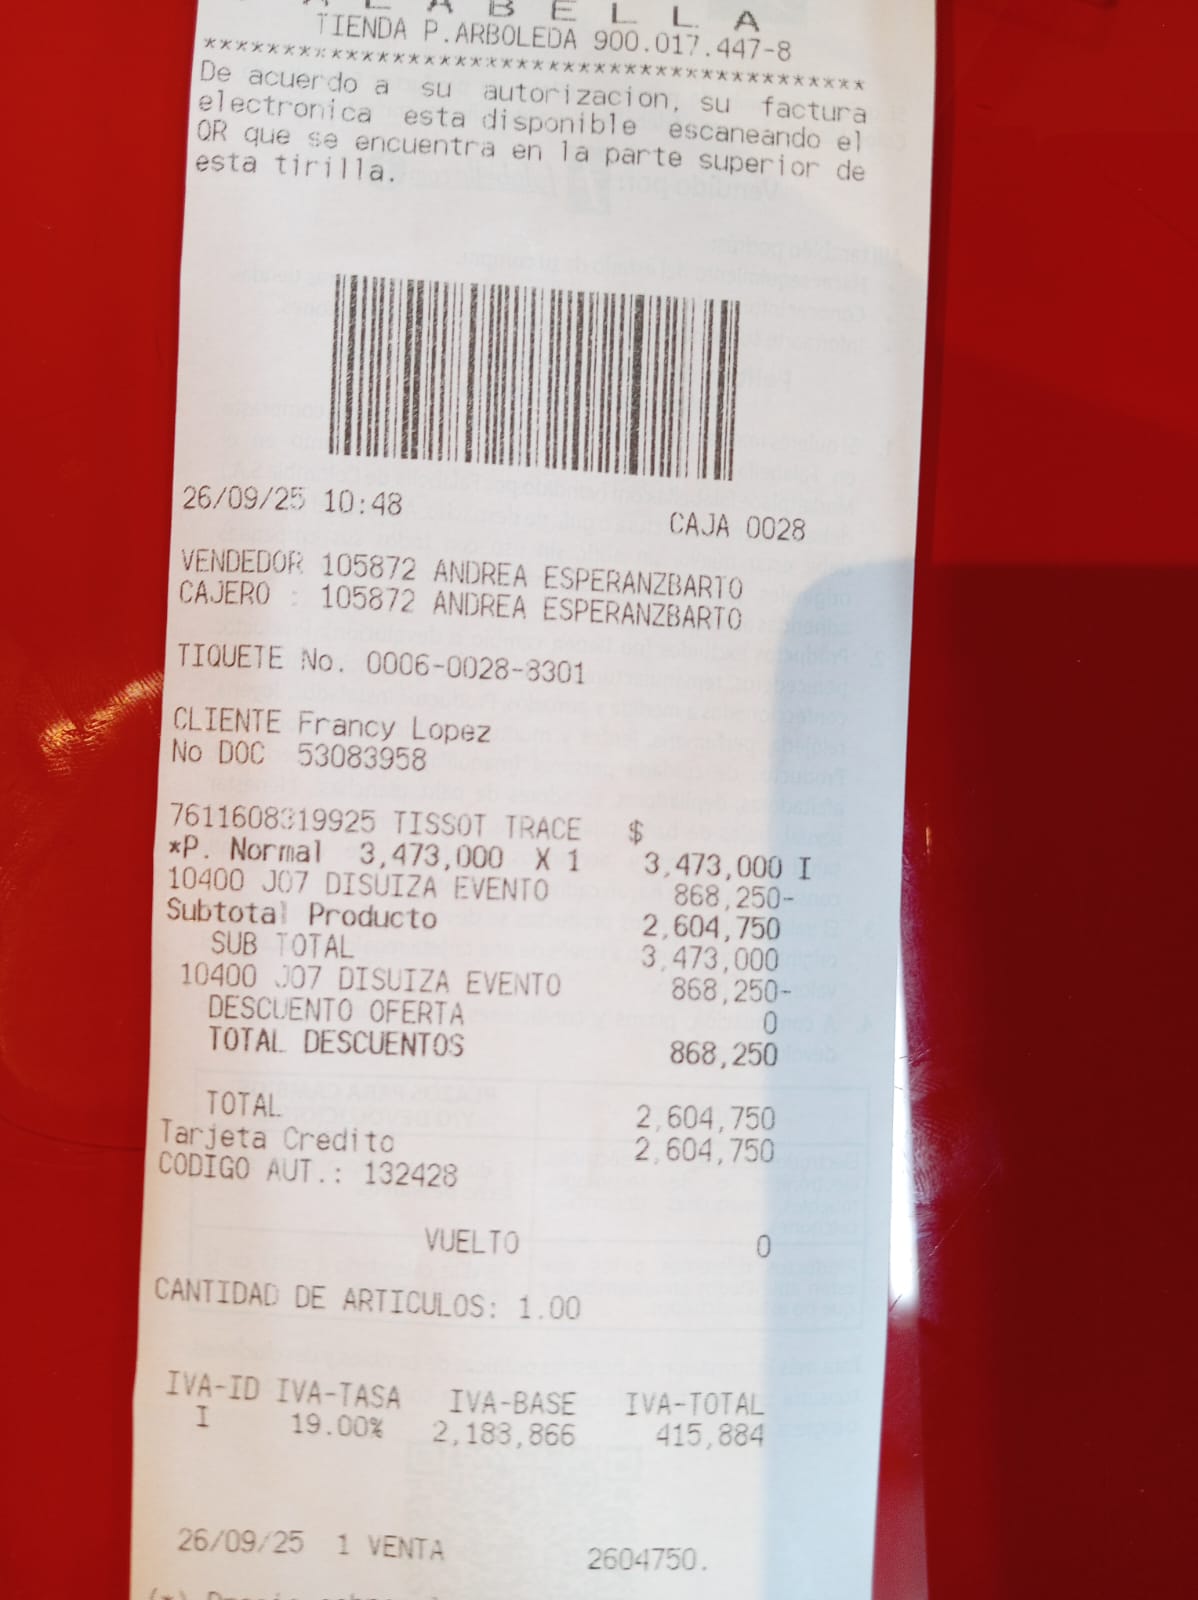 A L A B E L L A
TIENDA P.ARBOLEDA 900.017.447-8
******************************************
De acuerdo a su autorizacion, su factura
electronica esta disponible escaneando el
QR que se encuentra en la parte superior de
esta tirilla.
26/09/25 10:48 CAJA 0028
VENDEDOR 105872 ANDREA ESPERANZBARTO
CAJERO : 105872 ANDREA ESPERANZBARTO
TIQUETE No. 0006-0028-8301
CLIENTE Francy Lopez
No DOC 53083958
7611608319925 TISSOT TRACE $
*P. Normal 3,473,000 X 1 3,473,000 I
10400 J07 DISUIZA EVENTO 868,250-
Subtotal Producto 2,604,750
SUB TOTAL 3,473,000
10400 J07 DISUIZA EVENTO 868,250-
DESCUENTO OFERTA 0
TOTAL DESCUENTOS 868,250
TOTAL 2,604,750
Tarjeta Credito 2,604,750
CODIGO AUT.: 132428
VUELTO 0
CANTIDAD DE ARTICULOS: 1.00
IVA-ID IVA-TASA IVA-BASE IVA-TOTAL
I 19.00% 2,183,866 415,884
26/09/25 1 VENTA 2604750.